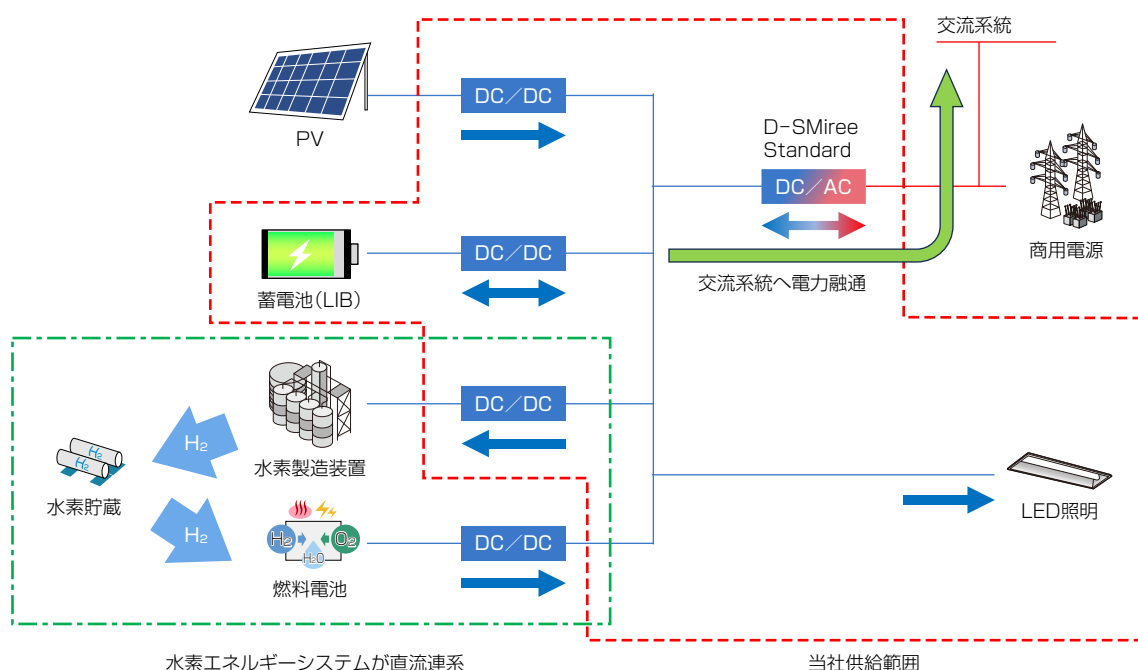 交流系統
DC／DC
PV
D-SMiree
Standard
DC／AC
商用電源
DC／DC
蓄電池(LIB)
交流系統へ電力融通
DC／DC
H₂
水素製造装置
H₂
水素貯蔵
LED照明
H₂
H₂
O₂
H₂O
DC／DC
燃料電池
水素エネルギーシステムが直流連系
当社供給範囲